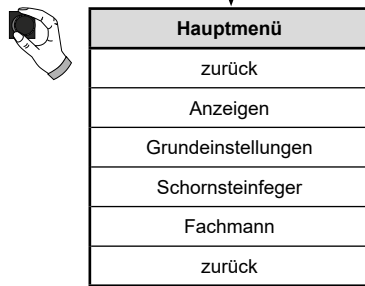 Hauptmenü
zurück
Anzeigen
Grundeinstellungen
Schornsteinfeger
Fachmann
zurück